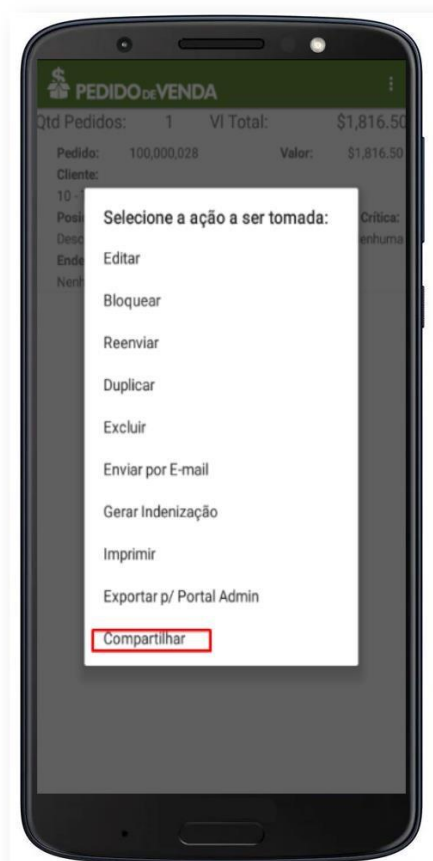 PEDIDO DE VENDA
Qtd Pedidos: 1 Vl Total: $1,816.50
Pedido: 100,000,028 Valor: $1,816.50
Cliente:
10 -
Selecione a ação a ser tomada:
Crítica:
Editar
Bloquear
Reenviar
Duplicar
Excluir
Enviar por E-mail
Gerar Indenização
Imprimir
Exportar p/ Portal Admin
Compartilhar